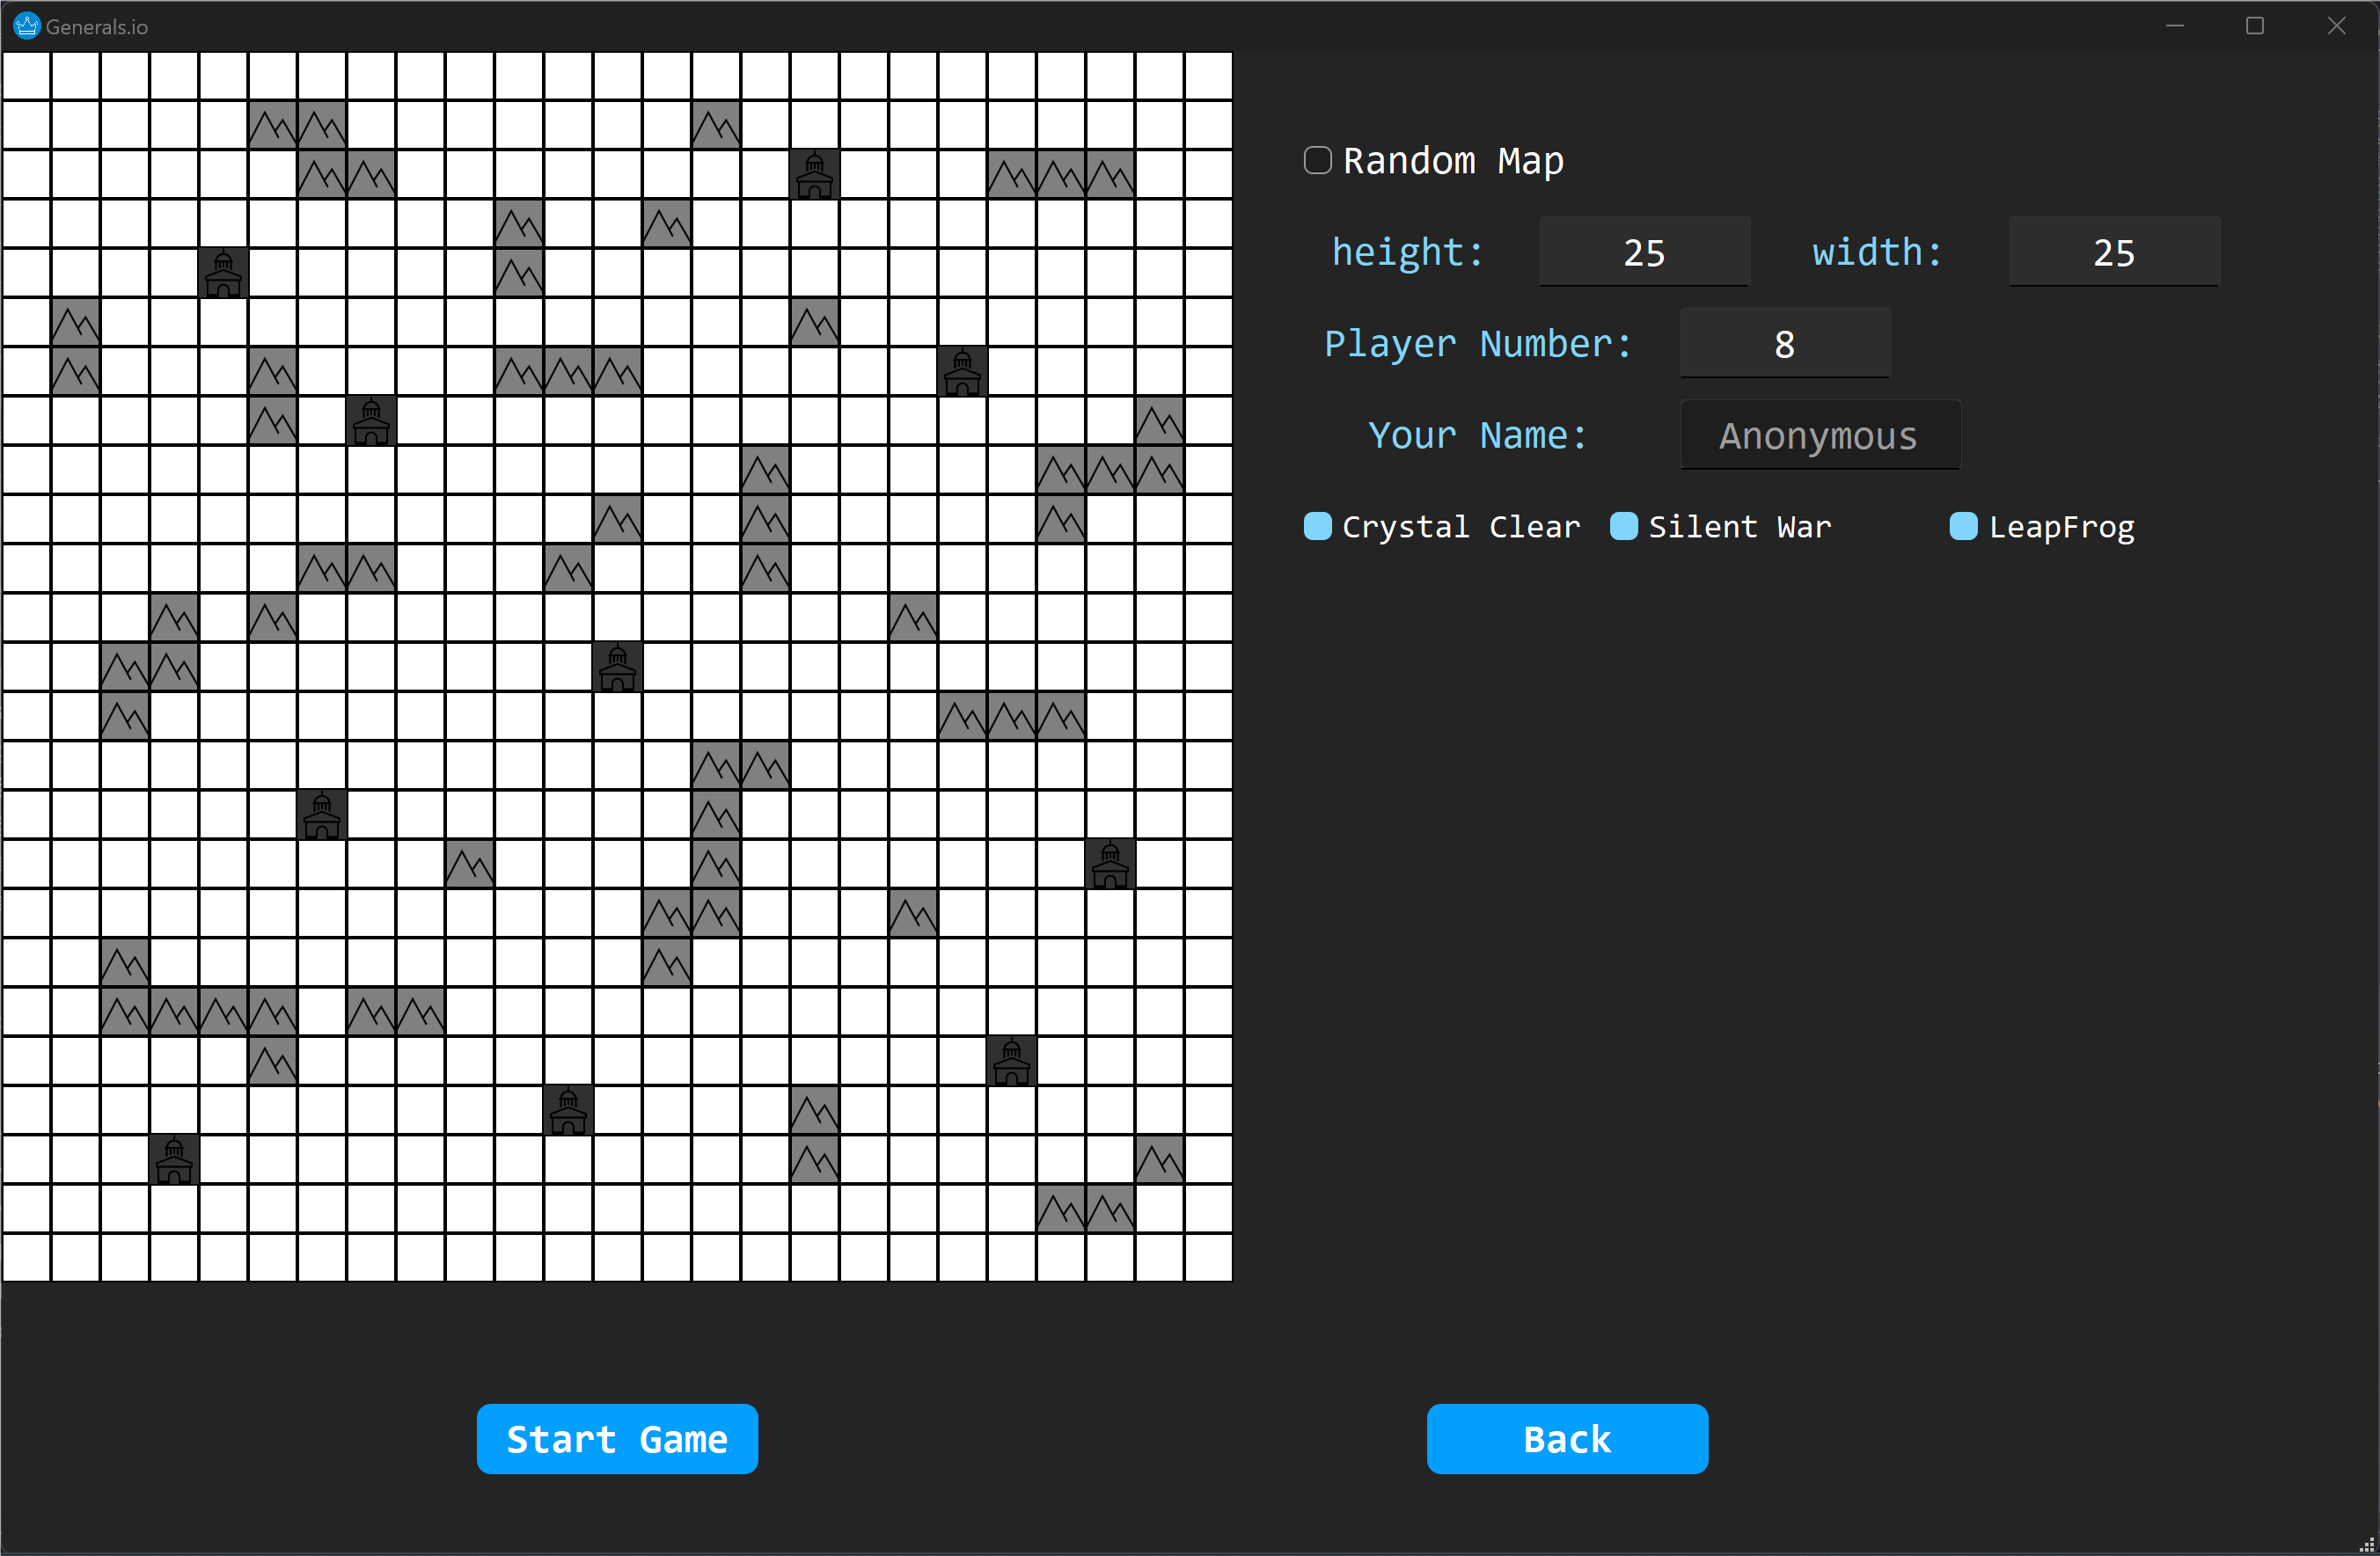 Generals.io
Random Map
height: 25 width: 25
Player Number: 8
Your Name: Anonymous
Crystal Clear Silent War LeapFrog
Start Game Back